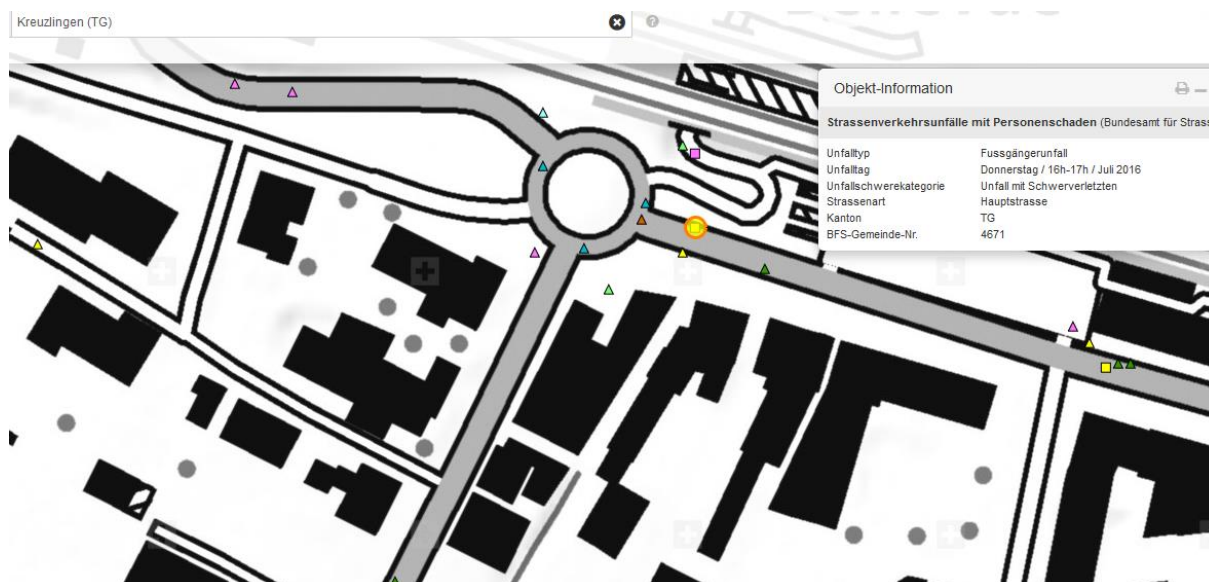 Kreuzlingen (TG)
Objekt-Information
Strassenverkehrsunfälle mit Personenschaden (Bundesamt für Strass
Unfalltyp Fussgängerunfall
Unfalltag Donnerstag / 16h-17h / Juli 2016
Unfallschwerekategorie Unfall mit Schwerverletzten
Strassenart Hauptstrasse
Kanton TG
BFS-Gemeinde-Nr. 4671